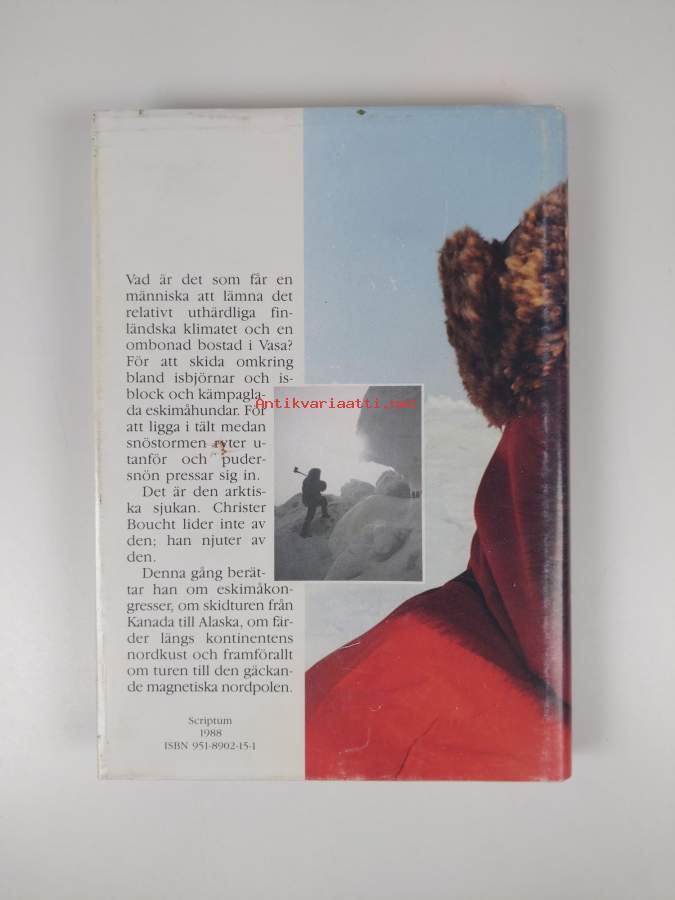 Vad är det som får en
människa att lämna det
relativt uthärdliga fin-
ländska klimatet och en
ombonad bostad i Vasa?
För att skida omkring
bland isbjörnar och is-
block och kämpagla-
da eskimåhundar. För
att ligga i tält medan
snöstormen ryter u-
tanför och puder-
snön pressar sig in.
Det är den arktis-
ka sjukan. Christer
Boucht lider inte av
den; han njuter av
den.
Denna gång berät-
tar han om eskimåkon-
gresser, om skidturen från
Kanada till Alaska, om fär-
der längs kontinentens
nordkust och framförallt
om turen till den gäckan-
de magnetiska nordpolen.
Scriptum
1988
ISBN 951-8902-15-1
Antikvariaatti.net